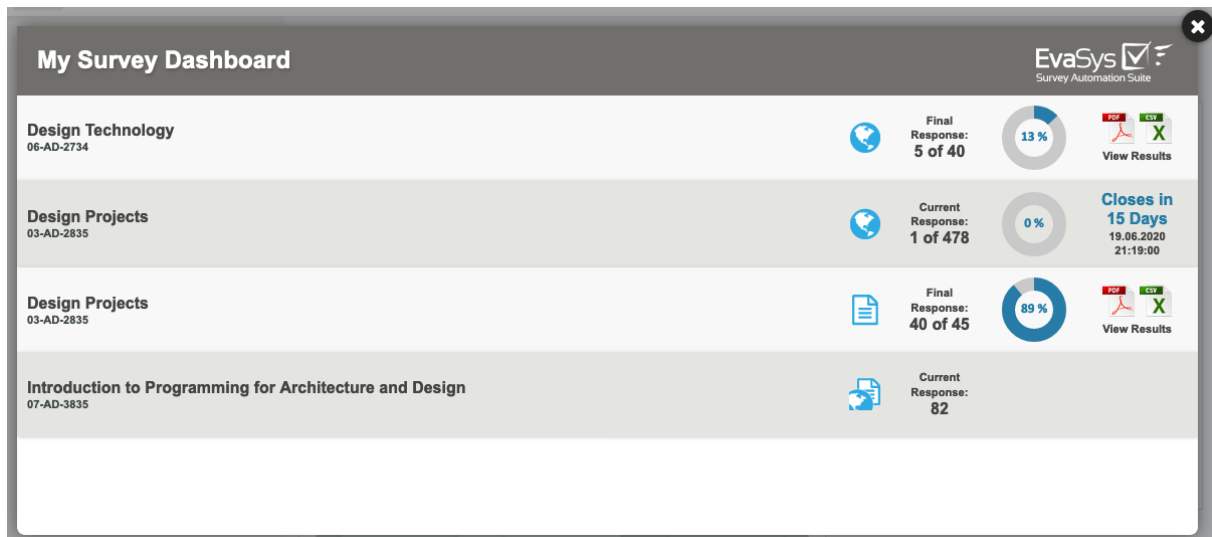 My Survey Dashboard
EvaSys
Survey Automation Suite
Design Technology
06-AD-2734
Final
Response:
5 of 40
13 %
PDF
CSV
X
View Results
Design Projects
03-AD-2835
Current
Response:
1 of 478
0 %
Closes in
15 Days
19.06.2020
21:19:00
Design Projects
03-AD-2835
Final
Response:
40 of 45
89 %
PDF
CSV
X
View Results
Introduction to Programming for Architecture and Design
07-AD-3835
Current
Response:
82